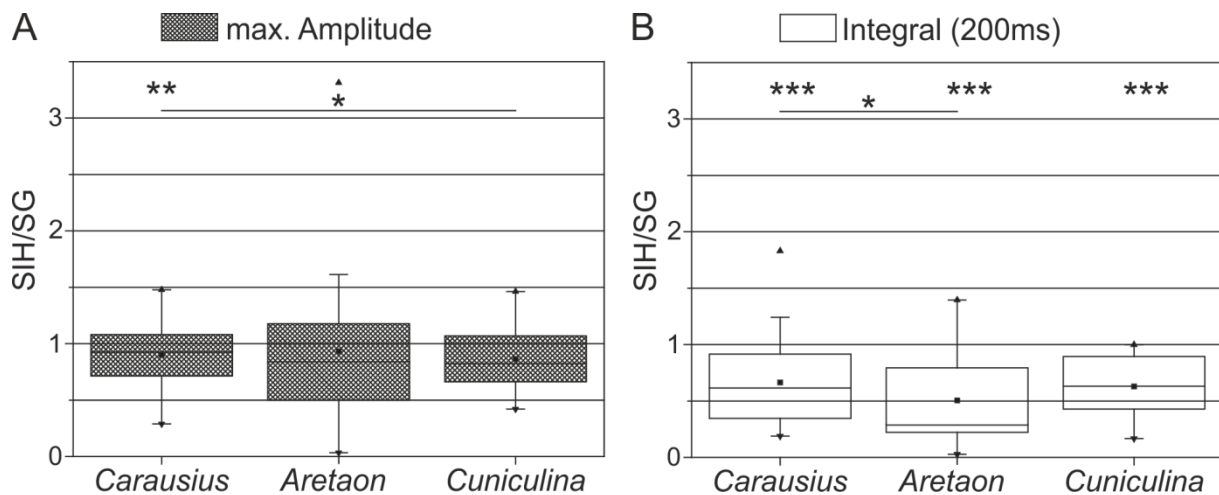 A max. Amplitude
SIH/SG
3
2
1
0
** * 
Carausius Aretaon Cuniculina
B Integral (200ms)
SIH/SG
3
2
1
0
*** * *** ***
Carausius Aretaon Cuniculina